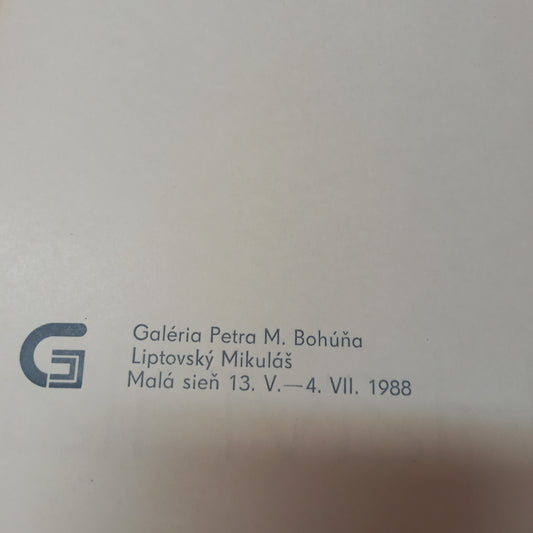 Galéria Petra M. Bohúňa
Liptovský Mikuláš
Malá sieň 13. V.—4. VII. 1988